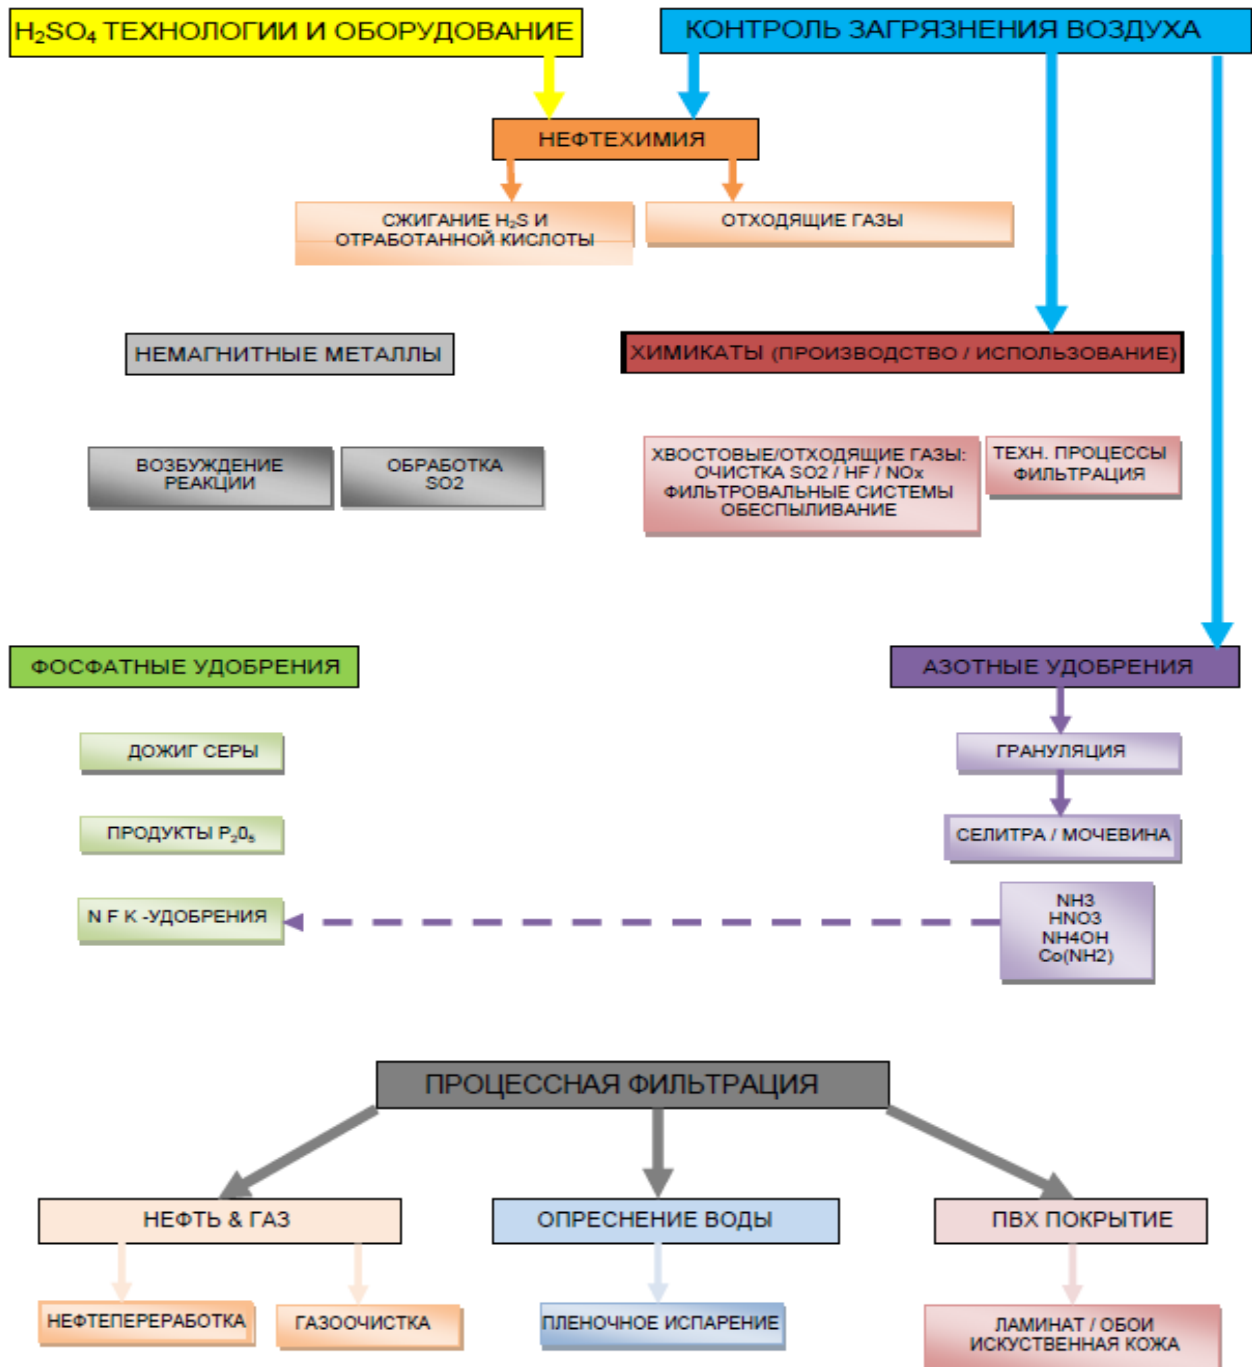 H₂SO₄ ТЕХНОЛОГИИ И ОБОРУДОВАНИЕ
КОНТРОЛЬ ЗАГРЯЗНЕНИЯ ВОЗДУХА
НЕФТЕХИМИЯ
СЖИГАНИЕ H₂S И
ОТРАБОТАННОЙ КИСЛОТЫ
ОТХОДЯЩИЕ ГАЗЫ
НЕМАГНИТНЫЕ МЕТАЛЛЫ
ХИМИКАТЫ (ПРОИЗВОДСТВО / ИСПОЛЬЗОВАНИЕ)
ВОЗБУЖДЕНИЕ
РЕАКЦИИ
ОБРАБОТКА
SO2
ХВОСТОВЫЕ/ОТХОДЯЩИЕ ГАЗЫ:
ОЧИСТКА SO2 / HF / NOx
ФИЛЬТРОВАЛЬНЫЕ СИСТЕМЫ
ОБЕСПЫЛИВАНИЕ
ТЕХН. ПРОЦЕССЫ
ФИЛЬТРАЦИЯ
ФОСФАТНЫЕ УДОБРЕНИЯ
АЗОТНЫЕ УДОБРЕНИЯ
ДОЖИГ СЕРЫ
ГРАНУЛЯЦИЯ
ПРОДУКТЫ P₂0₅
СЕЛИТРА / МОЧЕВИНА
N F K -УДОБРЕНИЯ
NH3
HNO3
NH4OH
Co(NH2)
ПРОЦЕССНАЯ ФИЛЬТРАЦИЯ
НЕФТЬ & ГАЗ
ОПРЕСНЕНИЕ ВОДЫ
ПВХ ПОКРЫТИЕ
НЕФТЕПЕРЕРАБОТКА
ГАЗООЧИСТКА
ПЛЕНОЧНОЕ ИСПАРЕНИЕ
ЛАМИНАТ / ОБОИ
ИСКУСТВЕННАЯ КОЖА